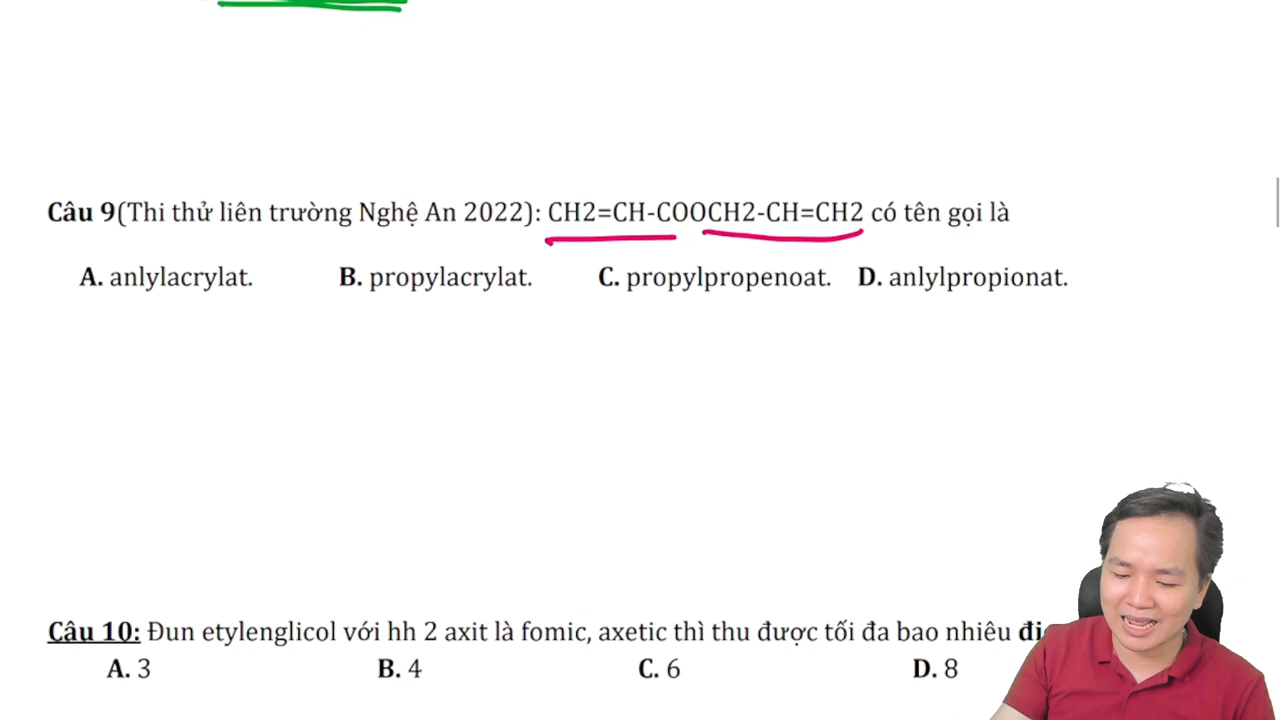 Câu 9(Thi thử liên trường Nghệ An 2022): CH2=CH-COOCH2-CH=CH2 có tên gọi là
A. anlylacrylat. B. propylacrylat. C. propylpropenoat. D. anlylpropionat.
Câu 10: Đun etylenglicol với hh 2 axit là fomic, axetic thì thu được tối đa bao nhiêu
A. 3 B. 4 C. 6 D. 8